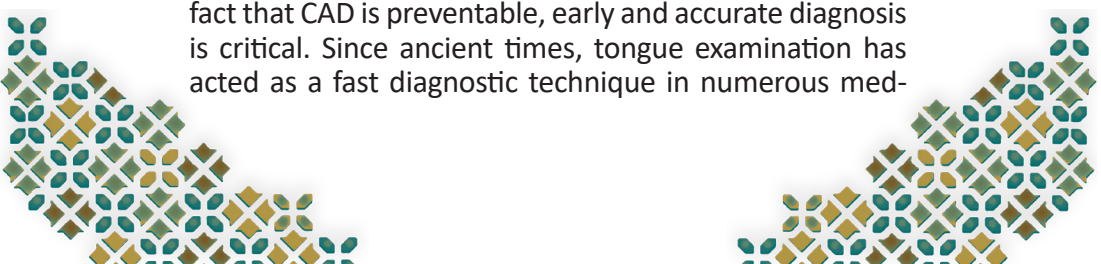 fact that CAD is preventable, early and accurate diagnosis
is critical. Since ancient times, tongue examination has
acted as a fast diagnostic technique in numerous med-